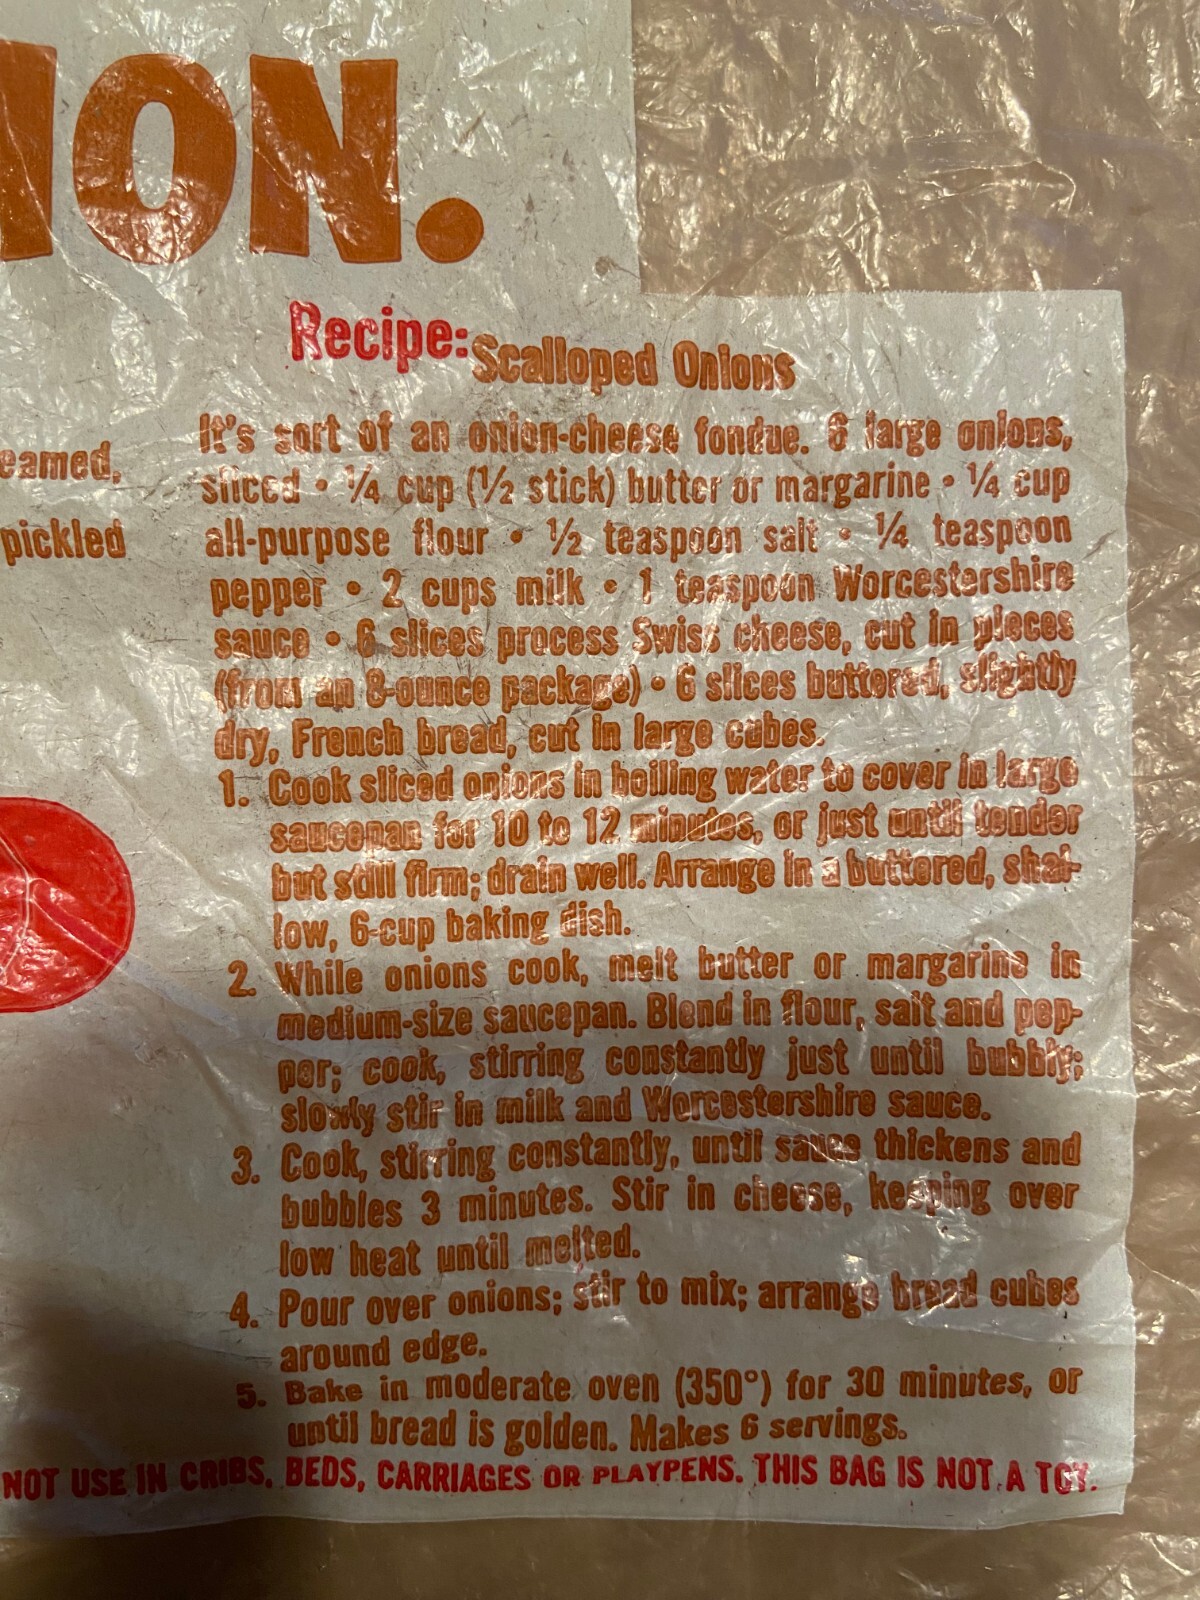 ION.
Recipe: Scalloped Onions
eamed,
pickled
It's sort of an onion-cheese fondue. 6 large onions,
sliced • ¼ cup (½ stick) butter or margarine • ¼ cup
all-purpose flour • ½ teaspoon salt • ¼ teaspoon
pepper • 2 cups milk • 1 teaspoon Worcestershire
sauce • 6 slices process Swiss cheese, cut in pieces
(from an 8-ounce package) • 6 slices buttered, slightly
dry, French bread, cut in large cubes.
1. Cook sliced onions in boiling water to cover in large
saucepan for 10 to 12 minutes, or just until tender
but still firm; drain well. Arrange in a buttered, shal-
low, 6-cup baking dish.
2. While onions cook, melt butter or margarine in
medium-size saucepan. Blend in flour, salt and pep-
per; cook, stirring constantly just until bubbly;
slowly stir in milk and Worcestershire sauce.
3. Cook, stirring constantly, until sauce thickens and
bubbles 3 minutes. Stir in cheese, keeping over
low heat until melted.
4. Pour over onions; stir to mix; arrange bread cubes
around edge.
5. Bake in moderate oven (350°) for 30 minutes, or
until bread is golden. Makes 6 servings.
NOT USE IN CRIBS, BEDS, CARRIAGES OR PLAYPENS. THIS BAG IS NOT A TOY.